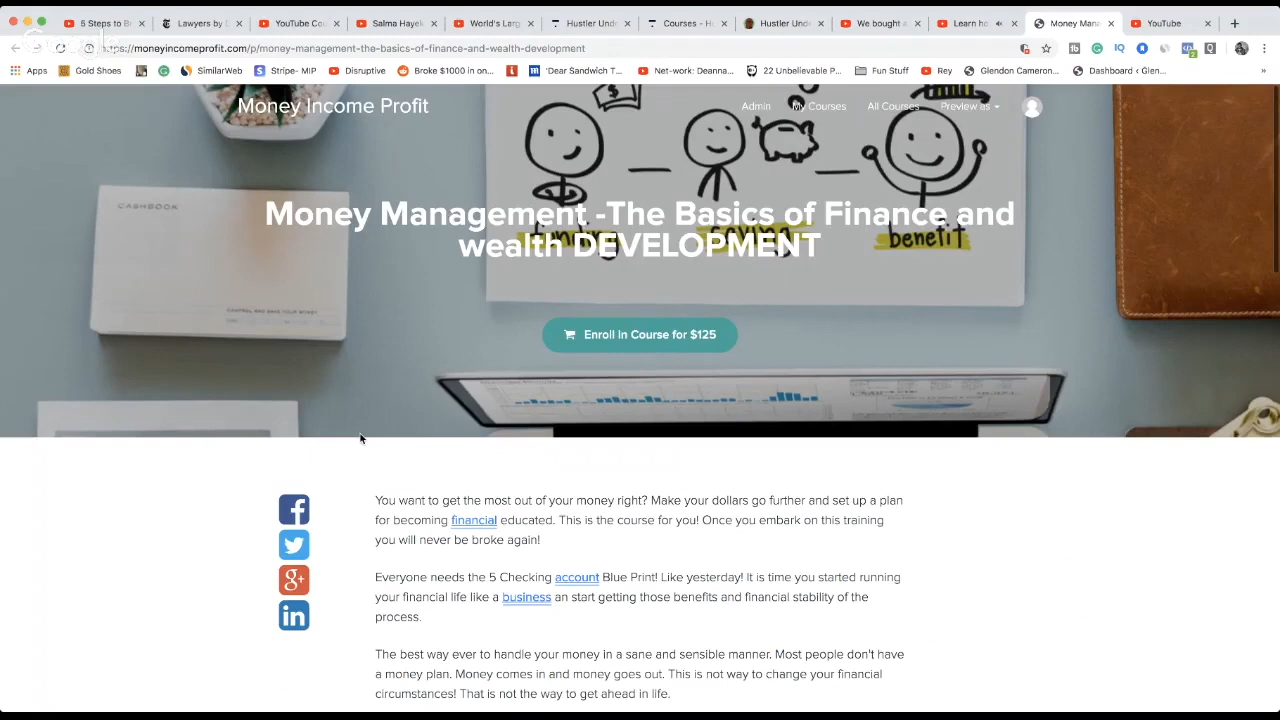 5 Steps to B
Lawyers by D
YouTube Cou
Salma Hayek
World's Larg
Hustler Unde
Courses - Hu
Hustler Unde
We bought a
Learn ho
Money Mana
YouTube
https://moneyincomeprofit.com/p/money-management-the-basics-of-finance-and-wealth-development
Apps
Gold Shoes
SimilarWeb
Stripe- MIP
Disruptive
Broke $1000 in on...
'Dear Sandwich T...
Net-work: Deanna...
22 Unbelievable P...
Fun Stuff
Rey
Glendon Cameron...
Dashboard ‹ Glen...
»
Money Income Profit
Admin
My Courses
All Courses
Preview as
CASHBOOK
Money Management -The Basics of Finance and
wealth DEVELOPMENT
saving
benefit
Enroll in Course for $125
You want to get the most out of your money right? Make your dollars go further and set up a plan
for becoming financial educated. This is the course for you! Once you embark on this training
you will never be broke again!
Everyone needs the 5 Checking account Blue Print! Like yesterday! It is time you started running
your financial life like a business an start getting those benefits and financial stability of the
process.
The best way ever to handle your money in a sane and sensible manner. Most people don't have
a money plan. Money comes in and money goes out. This is not way to change your financial
circumstances! That is not the way to get ahead in life.